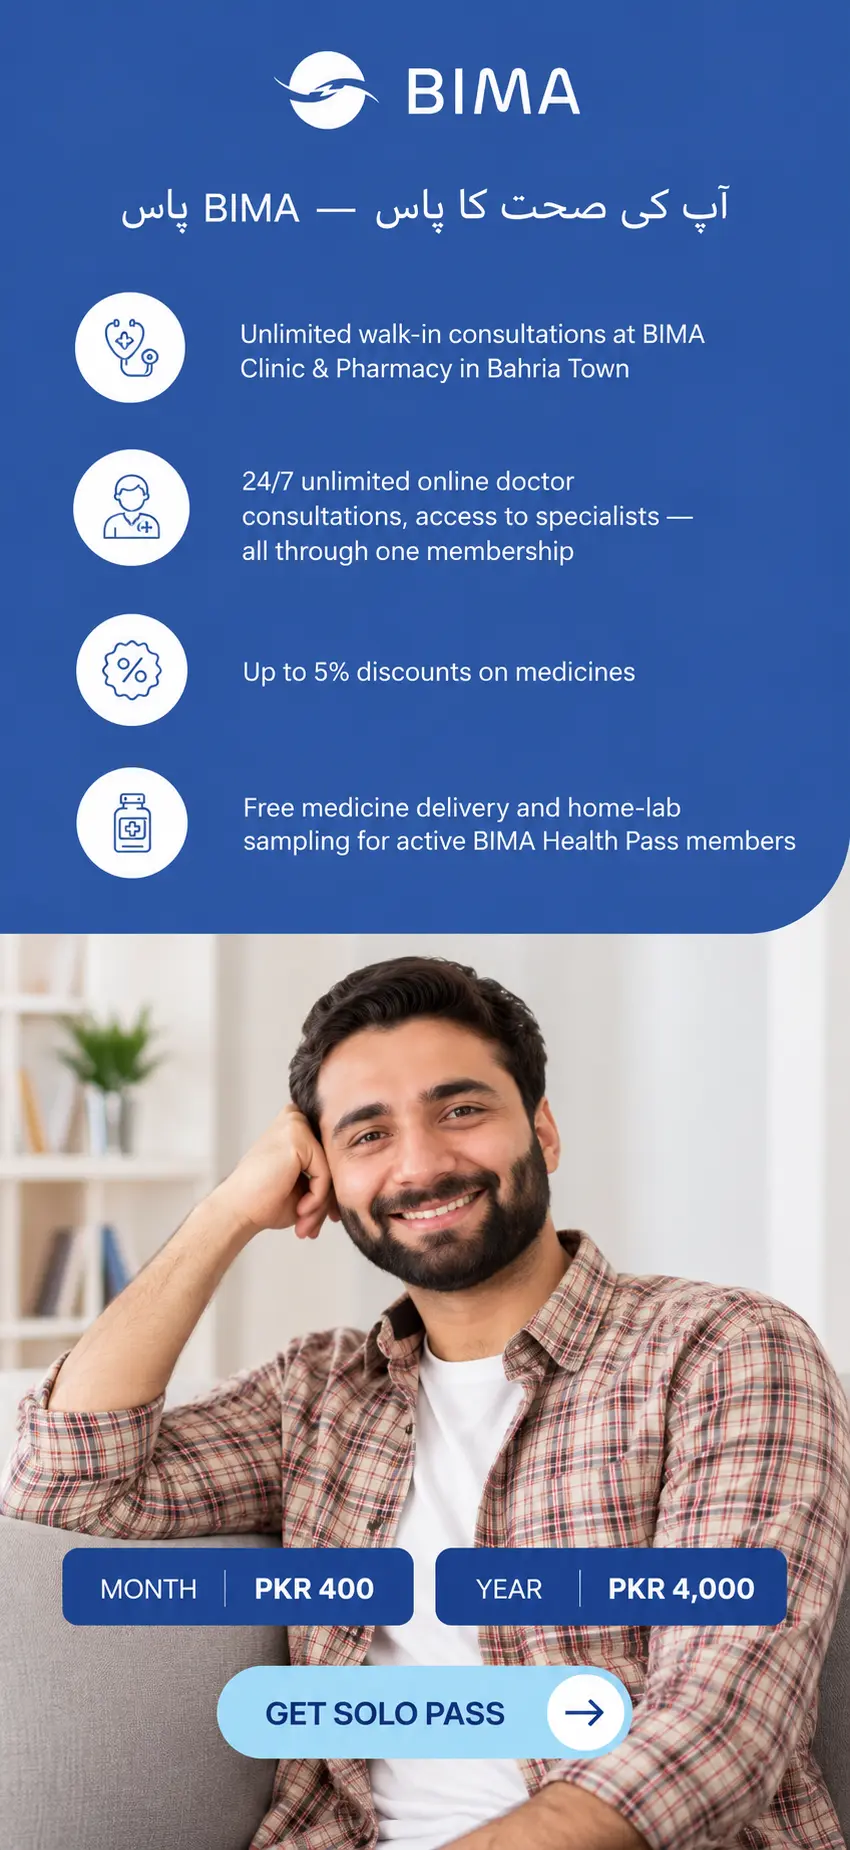 BIMA
آپ کی صحت کا پاس — BIMA پاس
Unlimited walk-in consultations at BIMA
Clinic & Pharmacy in Bahria Town
24/7 unlimited online doctor
consultations, access to specialists —
all through one membership
Up to 5% discounts on medicines
Free medicine delivery and home-lab
sampling for active BIMA Health Pass members
MONTH | PKR 400
YEAR | PKR 4,000
GET SOLO PASS →